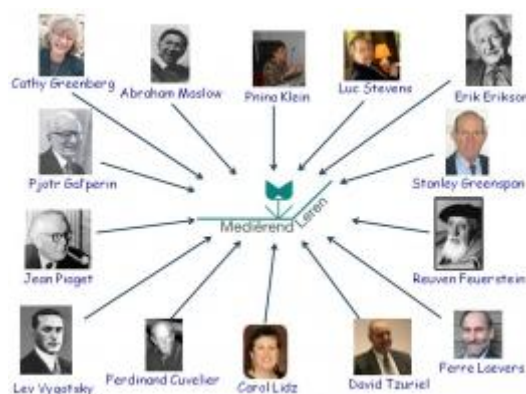 Cathy Greenberg
Abraham Maslow
Pnina Klein
Luc Stevens
Erik Erikson
Pjotr Galperin
Stanley Greenspan
Mediërend Leren
Jean Piaget
Reuven Feuerstein
Lev Vygotsky
Ferdinand Cuvelier
Carol Lidz
David Tzuriel
Ferre Laevers